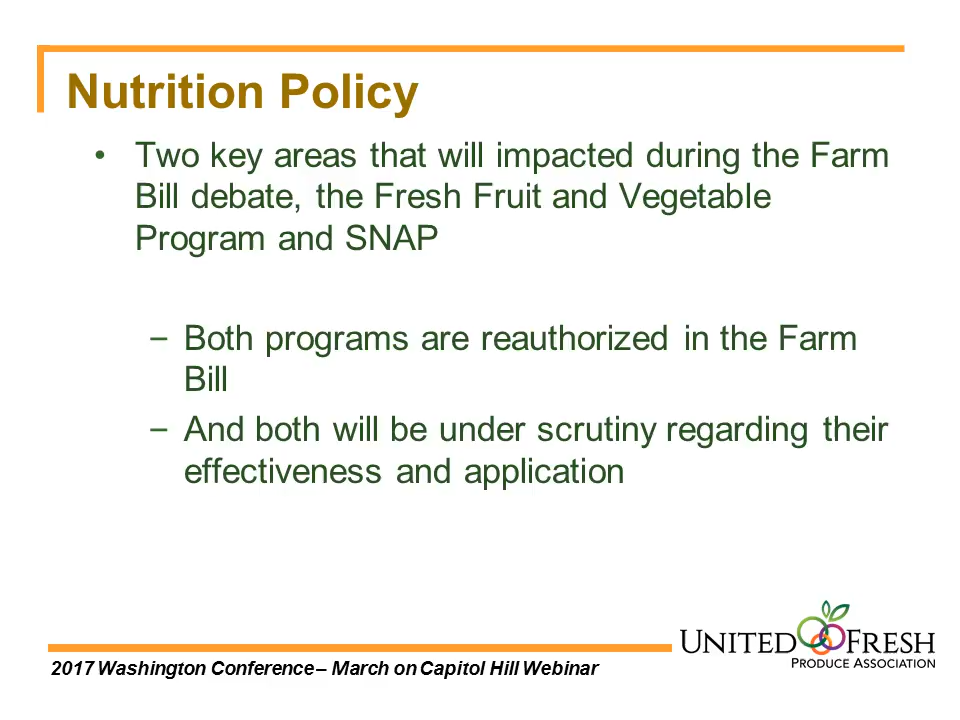 Nutrition Policy
• Two key areas that will impacted during the Farm
Bill debate, the Fresh Fruit and Vegetable
Program and SNAP
– Both programs are reauthorized in the Farm
Bill
– And both will be under scrutiny regarding their
effectiveness and application
UNITED FRESH
PRODUCE ASSOCIATION
2017 Washington Conference – March on Capitol Hill Webinar